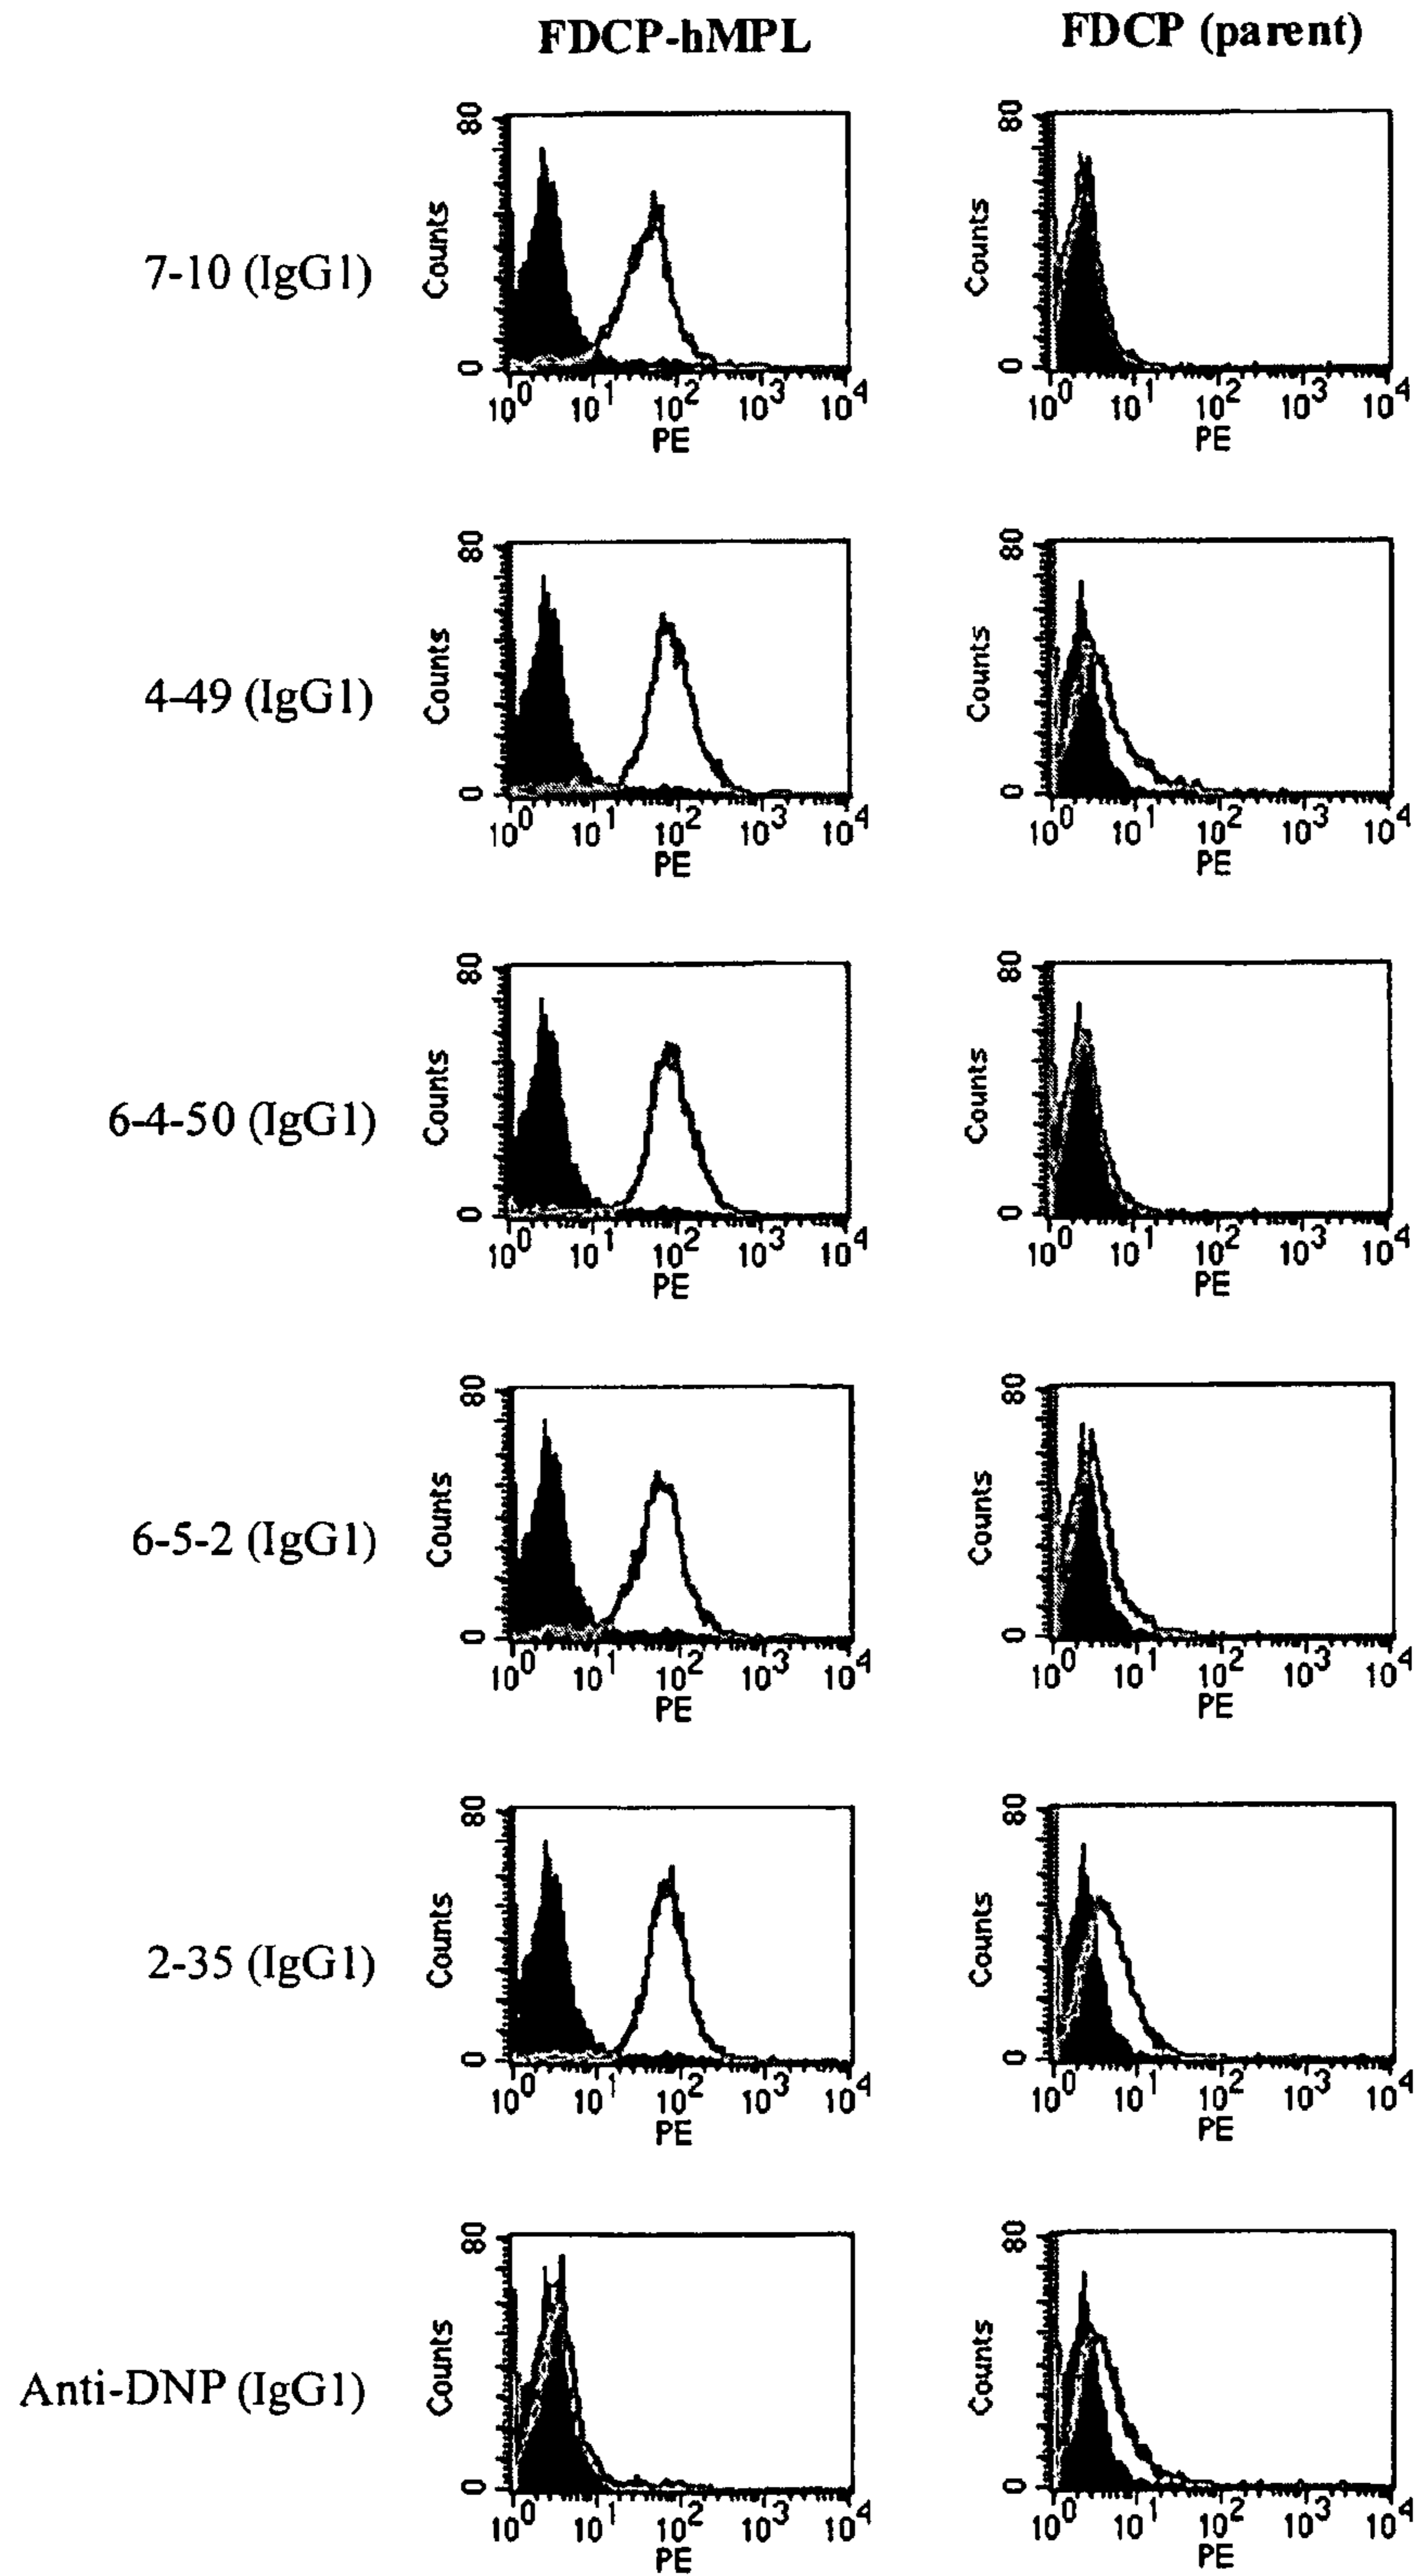 FDCP-hMPL FDCP (parent)
7-10 (IgG1)
80
Counts
0
10^0 10^1 10^2 10^3 10^4
PE
80
Counts
0
10^0 10^1 10^2 10^3 10^4
PE
4-49 (IgG1)
80
Counts
0
10^0 10^1 10^2 10^3 10^4
PE
80
Counts
0
10^0 10^1 10^2 10^3 10^4
PE
6-4-50 (IgG1)
80
Counts
0
10^0 10^1 10^2 10^3 10^4
PE
80
Counts
0
10^0 10^1 10^2 10^3 10^4
PE
6-5-2 (IgG1)
80
Counts
0
10^0 10^1 10^2 10^3 10^4
PE
80
Counts
0
10^0 10^1 10^2 10^3 10^4
PE
2-35 (IgG1)
80
Counts
0
10^0 10^1 10^2 10^3 10^4
PE
80
Counts
0
10^0 10^1 10^2 10^3 10^4
PE
Anti-DNP (IgG1)
80
Counts
0
10^0 10^1 10^2 10^3 10^4
PE
80
Counts
0
10^0 10^1 10^2 10^3 10^4
PE